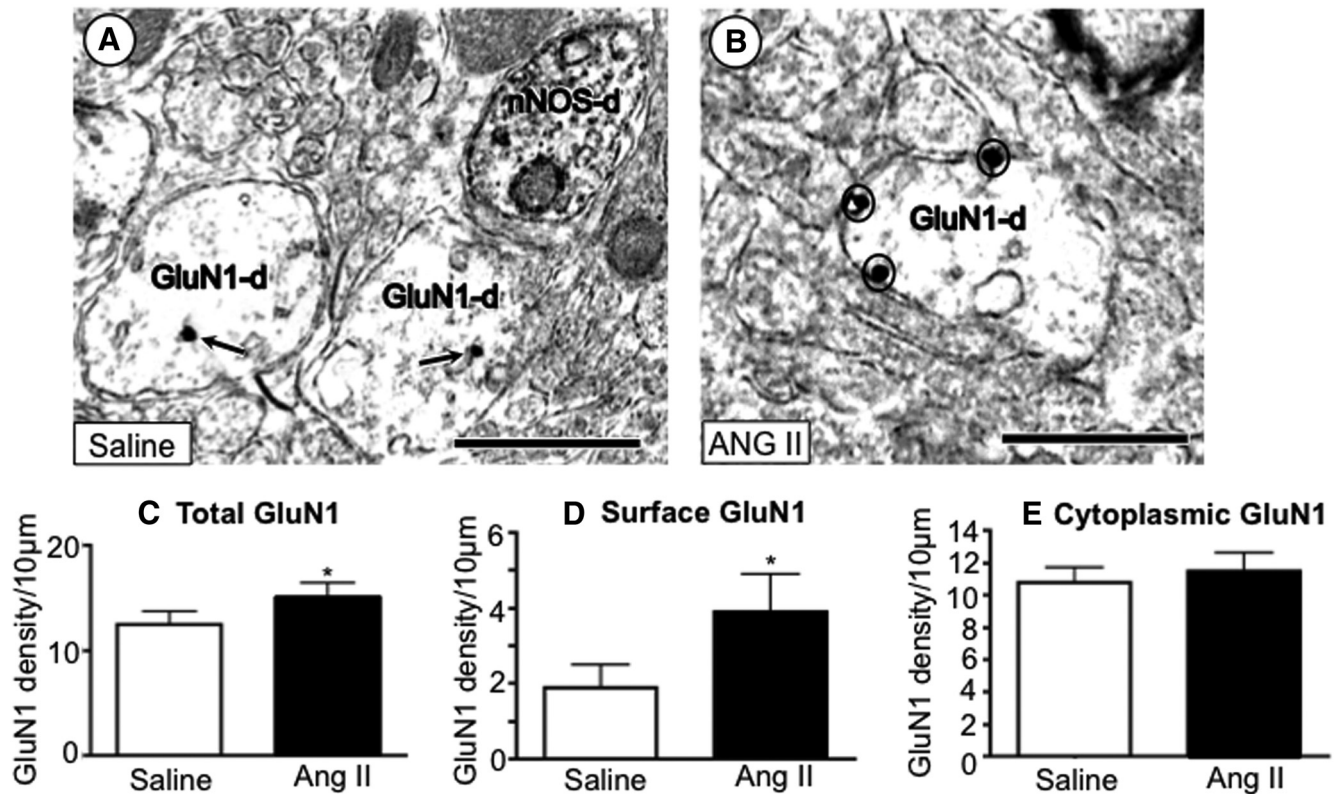 A
nNOS-d
GluN1-d
GluN1-d
Saline
B
GluN1-d
ANG II
C Total GluN1
GluN1 density/10µm
20
10
0
Saline
Ang II
D Surface GluN1
GluN1 density/10µm
6
4
2
0
*
*
Saline
Ang II
E Cytoplasmic GluN1
GluN1 density/10µm
14
12
10
8
6
4
2
0
Saline
Ang II